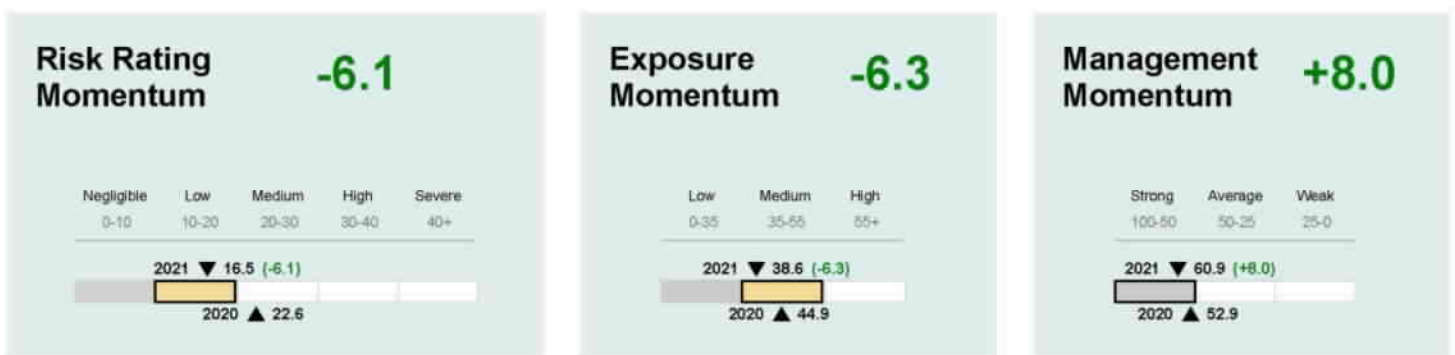 Risk Rating
Momentum
-6.1
Negligible Low Medium High Severe
0-10 10-20 20-30 30-40 40+
2021 ▼ 16.5 (-6.1)
2020 ▲ 22.6
Exposure
Momentum
-6.3
Low Medium High
0-35 35-55 55+
2021 ▼ 38.6 (-6.3)
2020 ▲ 44.9
Management
Momentum
+8.0
Strong Average Weak
100-50 50-25 25-0
2021 ▼ 60.9 (+8.0)
2020 ▲ 52.9